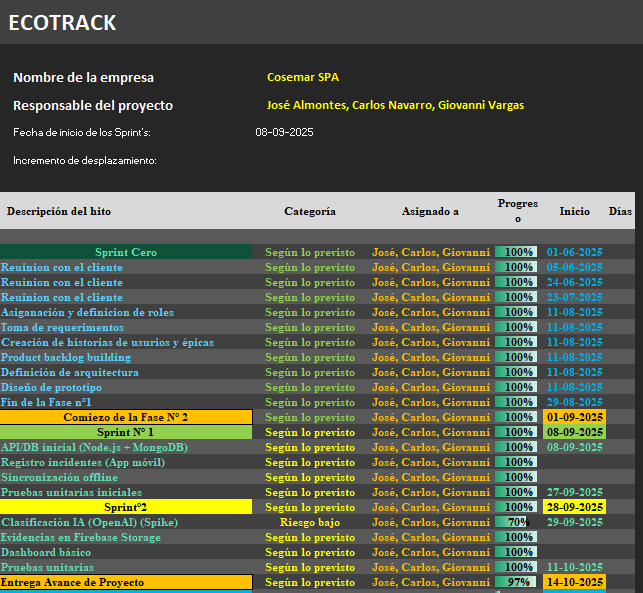 ECOTRACK
Nombre de la empresa Cosemar SPA
Responsable del proyecto José Almontes, Carlos Navarro, Giovanni Vargas
Fecha de inicio de los Sprint's: 08-09-2025
Incremento de desplazamiento:
Descripción del hito Categoría Asignado a Progreso Inicio Días
Sprint Cero Según lo previsto José, Carlos, Giovanni 100% 01-06-2025
Reuinion con el cliente Según lo previsto José, Carlos, Giovanni 100% 05-06-2025
Reuinion con el cliente Según lo previsto José, Carlos, Giovanni 100% 24-06-2025
Reuinion con el cliente Según lo previsto José, Carlos, Giovanni 100% 23-07-2025
Asiganación y definicion de roles Según lo previsto José, Carlos, Giovanni 100% 11-08-2025
Toma de requerimentos Según lo previsto José, Carlos, Giovanni 100% 11-08-2025
Creación de historias de usurios y épicas Según lo previsto José, Carlos, Giovanni 100% 11-08-2025
Product backlog building Según lo previsto José, Carlos, Giovanni 100% 11-08-2025
Definición de arquitectura Según lo previsto José, Carlos, Giovanni 100% 11-08-2025
Diseño de prototipo Según lo previsto José, Carlos, Giovanni 100% 11-08-2025
Fin de la Fase n°1 Según lo previsto José, Carlos, Giovanni 100% 29-08-2025
Comiezo de la Fase N° 2 Según lo previsto José, Carlos, Giovanni 100% 01-09-2025
Sprint N° 1 Según lo previsto José, Carlos, Giovanni 100% 08-09-2025
API/DB inicial (Node.js + MongoDB) Según lo previsto José, Carlos, Giovanni 100% 08-09-2025
Registro incidentes (App móvil) Según lo previsto José, Carlos, Giovanni 100%
Sincronización offline Según lo previsto José, Carlos, Giovanni 100%
Pruebas unitarias iniciales Según lo previsto José, Carlos, Giovanni 100% 27-09-2025
Sprint°2 Según lo previsto José, Carlos, Giovanni 100% 28-09-2025
Clasificación IA (OpenAI) (Spike) Riesgo bajo José, Carlos, Giovanni 70% 29-09-2025
Evidencias en Firebase Storage Según lo previsto José, Carlos, Giovanni 100%
Dashboard básico Según lo previsto José, Carlos, Giovanni 100%
Pruebas unitarias Según lo previsto José, Carlos, Giovanni 100% 11-10-2025
Entrega Avance de Proyecto Según lo previsto José, Carlos, Giovanni 97% 14-10-2025